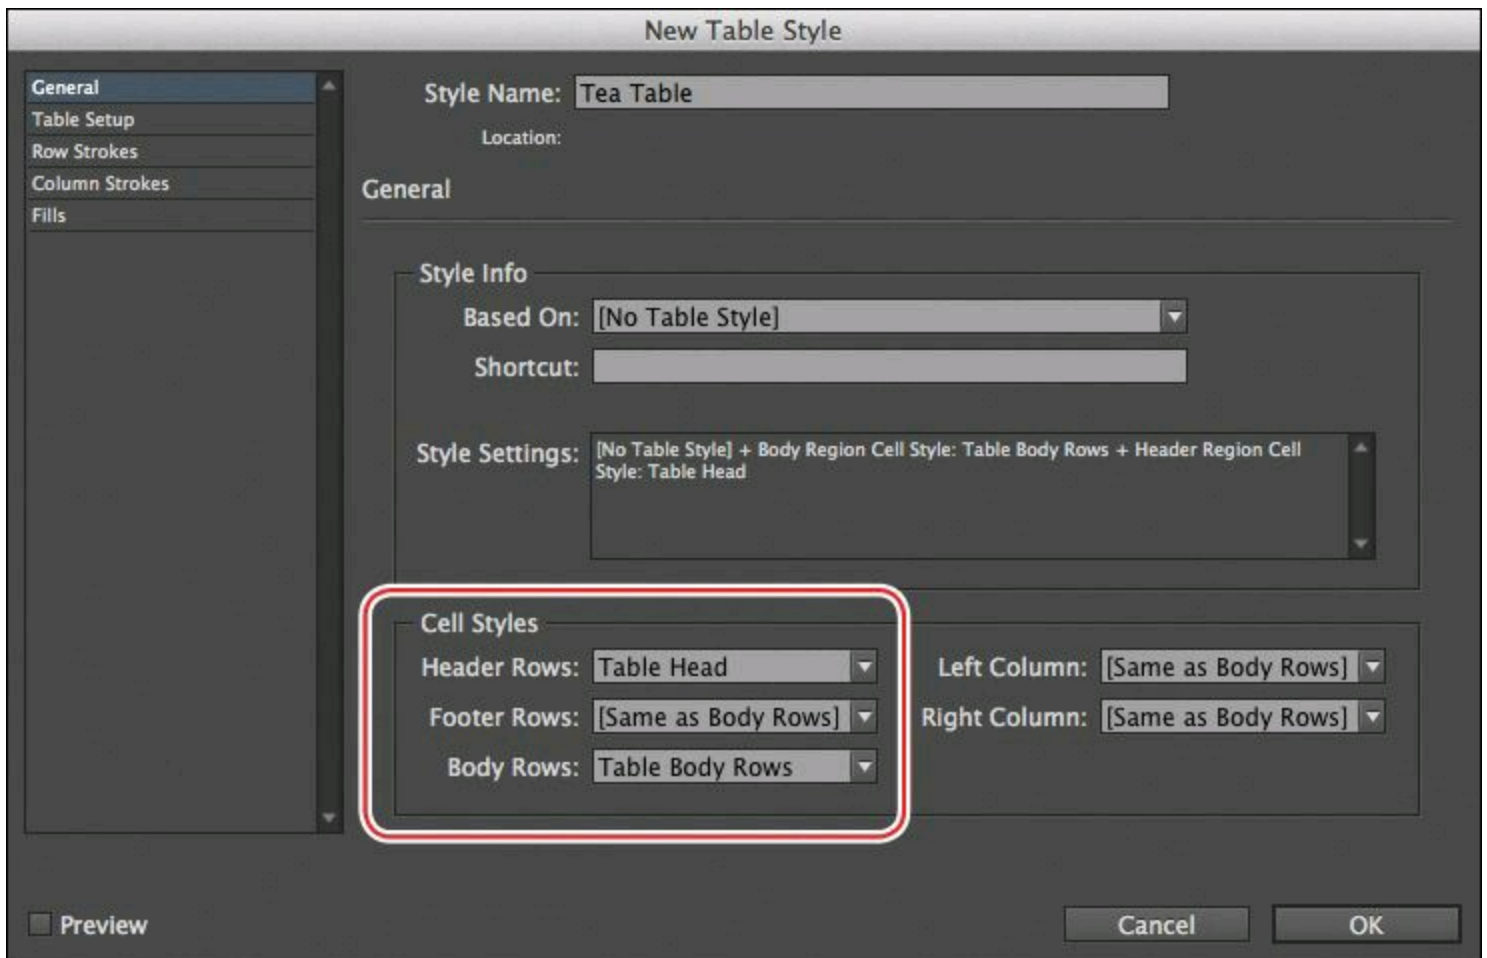 New Table Style
General
Table Setup
Row Strokes
Column Strokes
Fills
Style Name: Tea Table
Location:
General
Style Info
Based On: [No Table Style]
Shortcut:
Style Settings: [No Table Style] + Body Region Cell Style: Table Body Rows + Header Region Cell
Style: Table Head
Cell Styles
Header Rows: Table Head
Left Column: [Same as Body Rows]
Footer Rows: [Same as Body Rows]
Right Column: [Same as Body Rows]
Body Rows: Table Body Rows
Preview
Cancel
OK